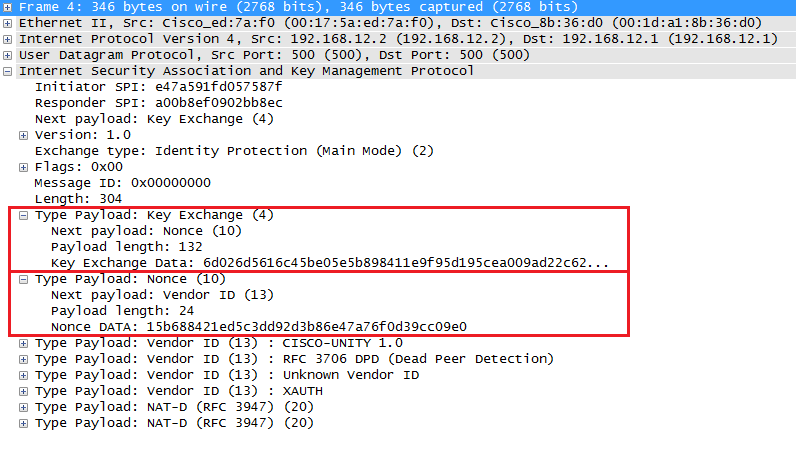 Frame 4: 346 bytes on wire (2768 bits), 346 bytes captured (2768 bits)
Ethernet II, Src: Cisco_ed:7a:f0 (00:17:5a:ed:7a:f0), Dst: Cisco_8b:36:d0 (00:1d:a1:8b:36:d0)
Internet Protocol Version 4, Src: 192.168.12.2 (192.168.12.2), Dst: 192.168.12.1 (192.168.12.1)
User Datagram Protocol, Src Port: 500 (500), Dst Port: 500 (500)
Internet Security Association and Key Management Protocol
Initiator SPI: e47a591fd057587f
Responder SPI: a00b8ef0902bb8ec
Next payload: Key Exchange (4)
Version: 1.0
Exchange type: Identity Protection (Main Mode) (2)
Flags: 0x00
Message ID: 0x00000000
Length: 304
Type Payload: Key Exchange (4)
Next payload: Nonce (10)
Payload length: 132
Key Exchange Data: 6d026d5616c45be05e5b898411e9f95d195cea009ad22c62...
Type Payload: Nonce (10)
Next payload: Vendor ID (13)
Payload length: 24
Nonce DATA: 15b688421ed5c3dd92d3b86e47a76f0d39cc09e0
Type Payload: Vendor ID (13) : CISCO-UNITY 1.0
Type Payload: Vendor ID (13) : RFC 3706 DPD (Dead Peer Detection)
Type Payload: Vendor ID (13) : Unknown Vendor ID
Type Payload: Vendor ID (13) : XAUTH
Type Payload: NAT-D (RFC 3947) (20)
Type Payload: NAT-D (RFC 3947) (20)